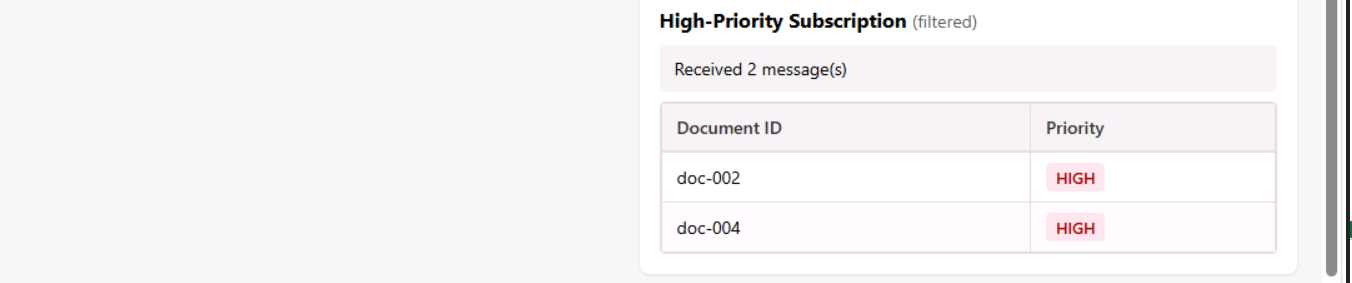 High-Priority Subscription (filtered)
Received 2 message(s)
Document ID Priority
doc-002 HIGH
doc-004 HIGH